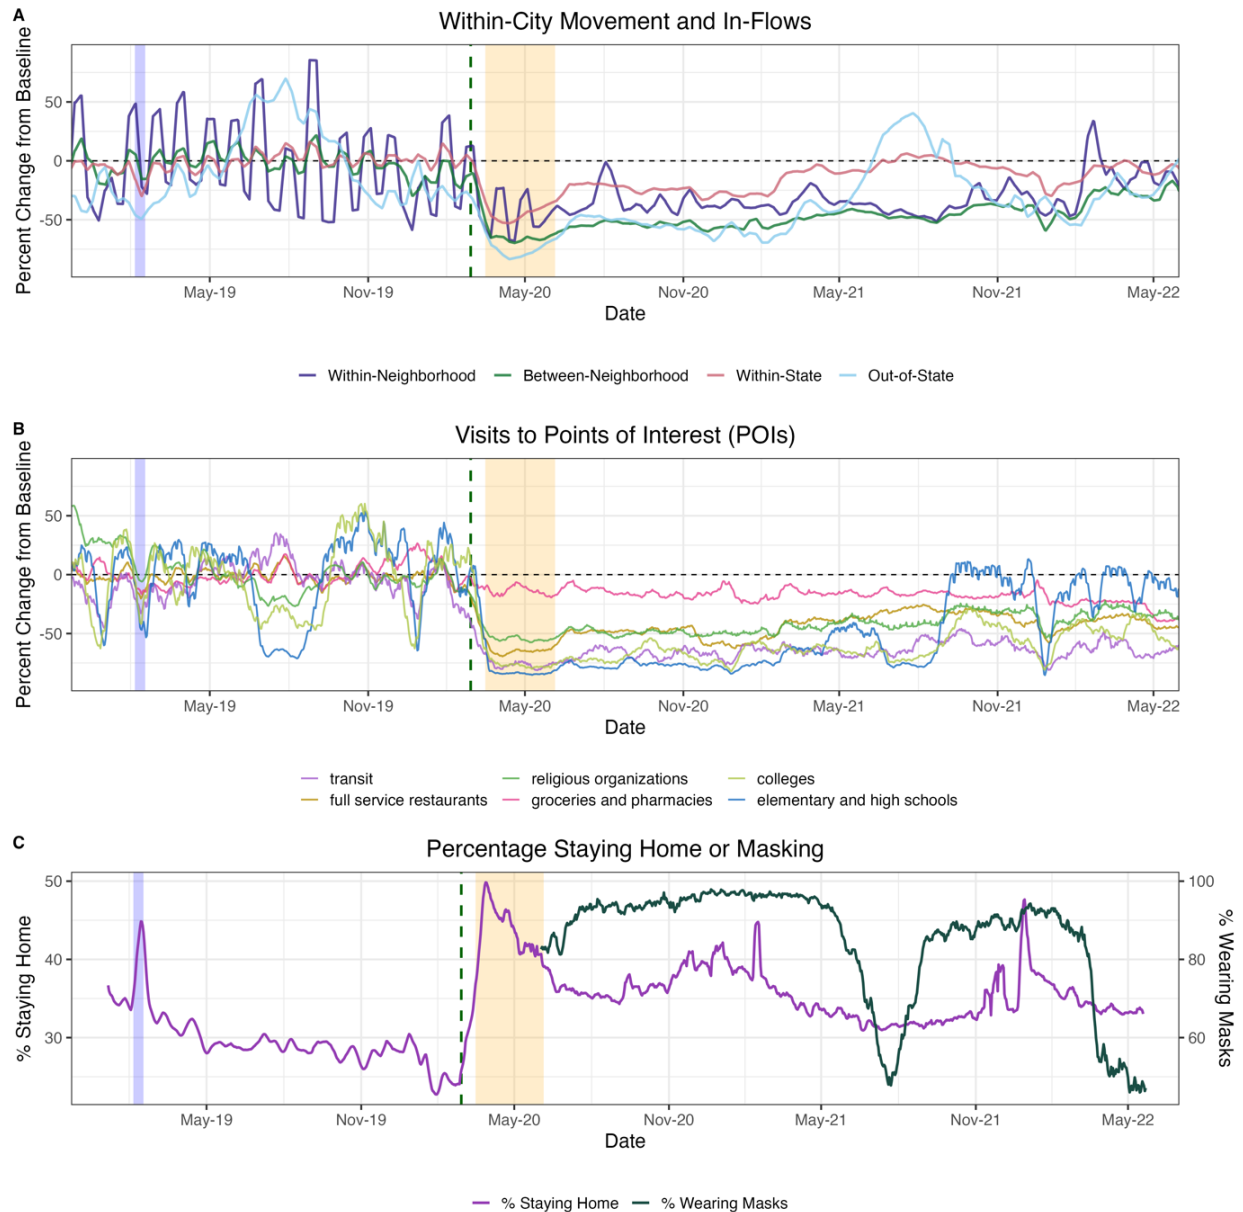 A
Within-City Movement and In-Flows
Percent Change from Baseline
50
0
-50
May-19 Nov-19 May-20 Nov-20 May-21 Nov-21 May-22
Date
Within-Neighborhood Between-Neighborhood Within-State Out-of-State
B
Visits to Points of Interest (POIs)
Percent Change from Baseline
50
0
-50
May-19 Nov-19 May-20 Nov-20 May-21 Nov-21 May-22
Date
transit religious organizations colleges
full service restaurants groceries and pharmacies elementary and high schools
C
Percentage Staying Home or Masking
% Staying Home
50
40
30
100
80
60
% Wearing Masks
May-19 Nov-19 May-20 Nov-20 May-21 Nov-21 May-22
Date
% Staying Home % Wearing Masks